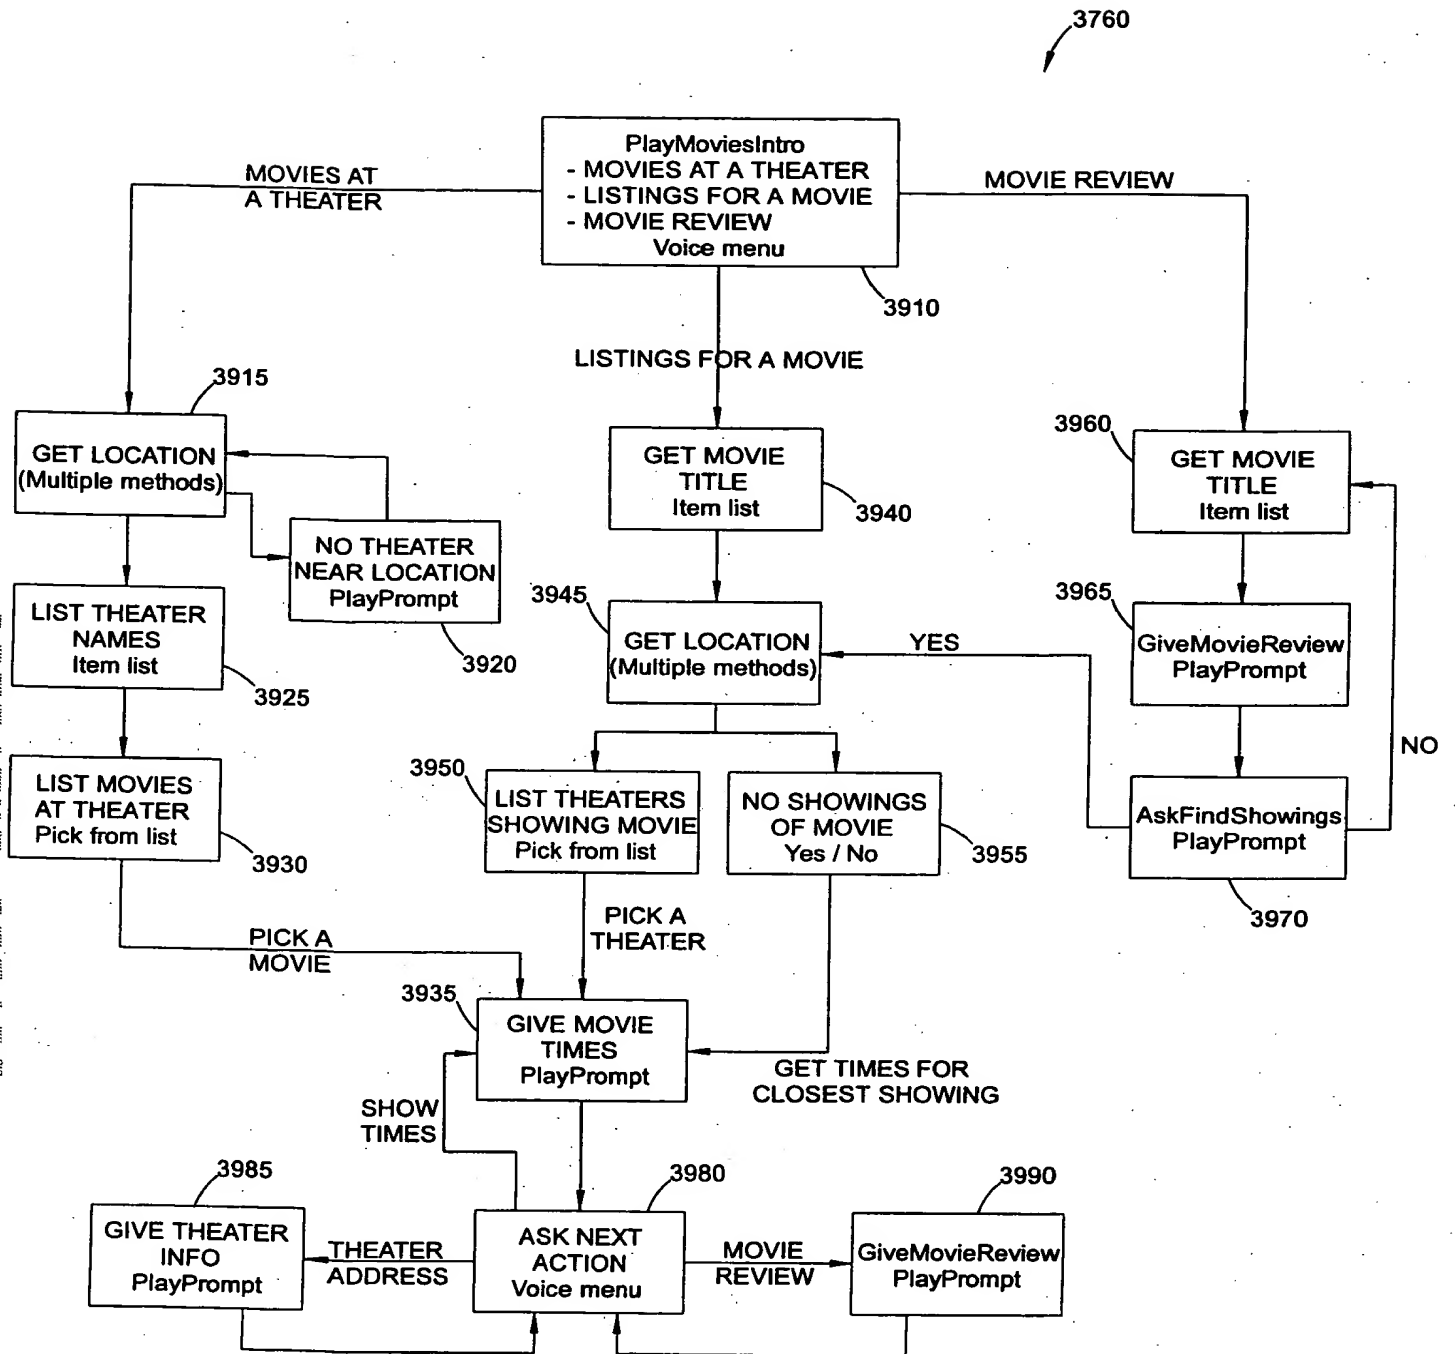 3760
PlayMoviesIntro
- MOVIES AT A THEATER
- LISTINGS FOR A MOVIE
- MOVIE REVIEW
Voice menu
3910
MOVIES AT
A THEATER
MOVIE REVIEW
LISTINGS FOR A MOVIE
3915
GET LOCATION
(Multiple methods)
NO THEATER
NEAR LOCATION
PlayPrompt
3920
LIST THEATER
NAMES
Item list
3925
LIST MOVIES
AT THEATER
Pick from list
3930
PICK A
MOVIE
GET MOVIE
TITLE
Item list
3940
3945
GET LOCATION
(Multiple methods)
YES
3950
LIST THEATERS
SHOWING MOVIE
Pick from list
NO SHOWINGS
OF MOVIE
Yes / No
3955
PICK A
THEATER
3960
GET MOVIE
TITLE
Item list
3965
GiveMovieReview
PlayPrompt
NO
AskFindShowings
PlayPrompt
3970
3935
GIVE MOVIE
TIMES
PlayPrompt
GET TIMES FOR
CLOSEST SHOWING
SHOW
TIMES
3985
GIVE THEATER
INFO
PlayPrompt
THEATER
ADDRESS
3980
ASK NEXT
ACTION
Voice menu
MOVIE
REVIEW
3990
GiveMovieReview
PlayPrompt